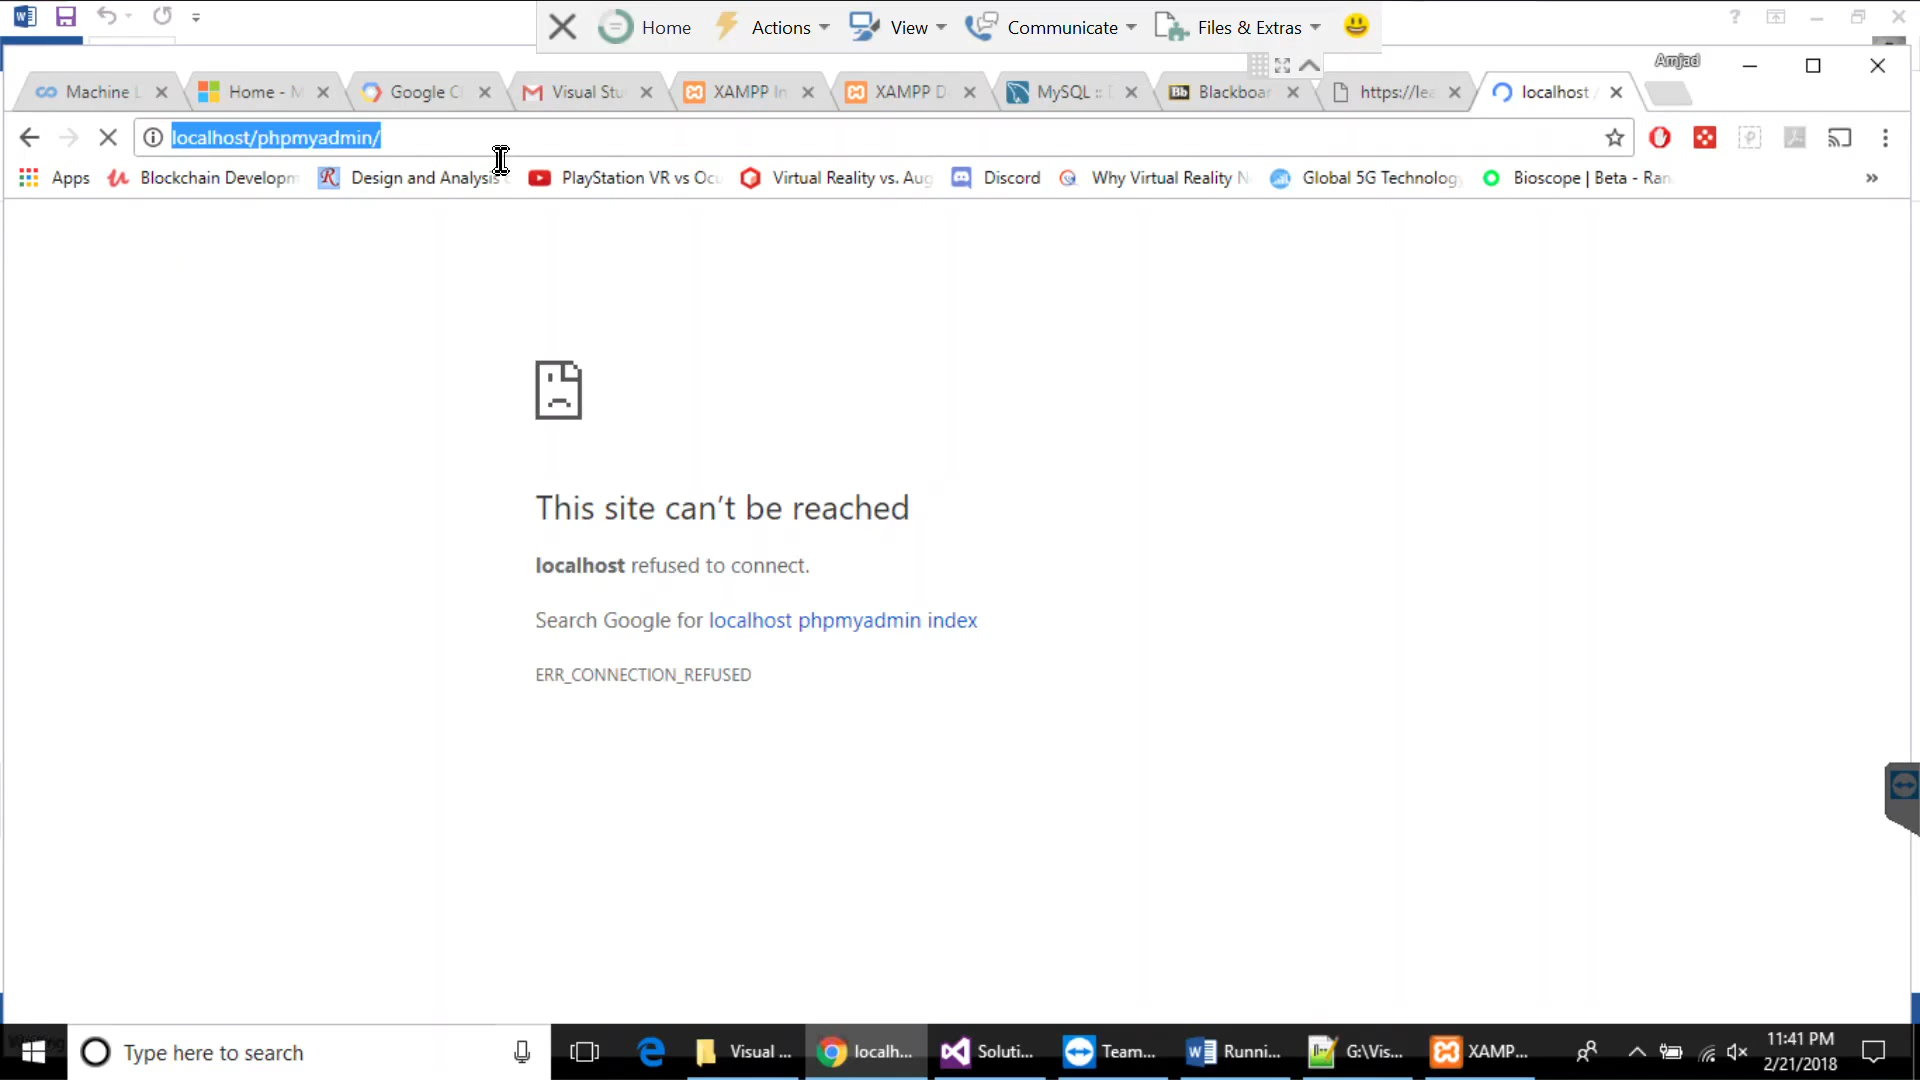 Home Actions View Communicate Files & Extras
Amjad
Machine L Home - M Google C Visual Stu XAMPP In XAMPP D MySQL :: D Blackboar https://lea localhost /
localhost/phpmyadmin/
Apps Blockchain Developm Design and Analysis PlayStation VR vs Ocu Virtual Reality vs. Aug Discord Why Virtual Reality N Global 5G Technolog Bioscope | Beta - Ran »
This site can’t be reached
localhost refused to connect.
Search Google for localhost phpmyadmin index
ERR_CONNECTION_REFUSED
Type here to search Visual ... localh... Soluti... Team... Runni... G:\Vis... XAMP... 11:41 PM
2/21/2018